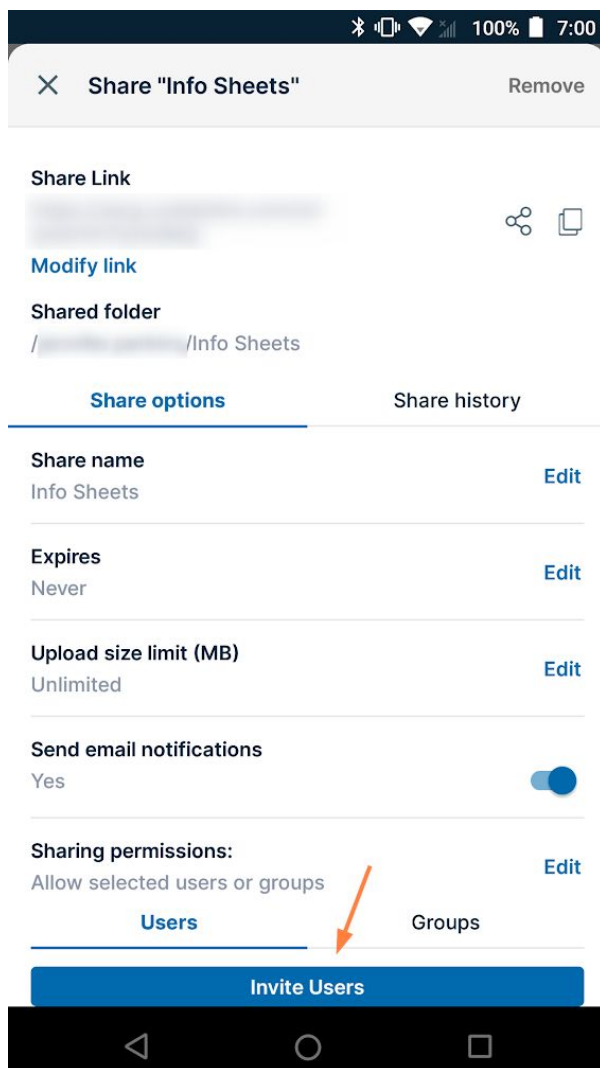 100% 7:00
Share "Info Sheets" Remove
Share Link
Modify link
Shared folder
/ /Info Sheets
Share options Share history
Share name
Edit
Info Sheets
Expires
Edit
Never
Upload size limit (MB)
Edit
Unlimited
Send email notifications
Yes
Sharing permissions:
Edit
Allow selected users or groups
Users Groups
Invite Users